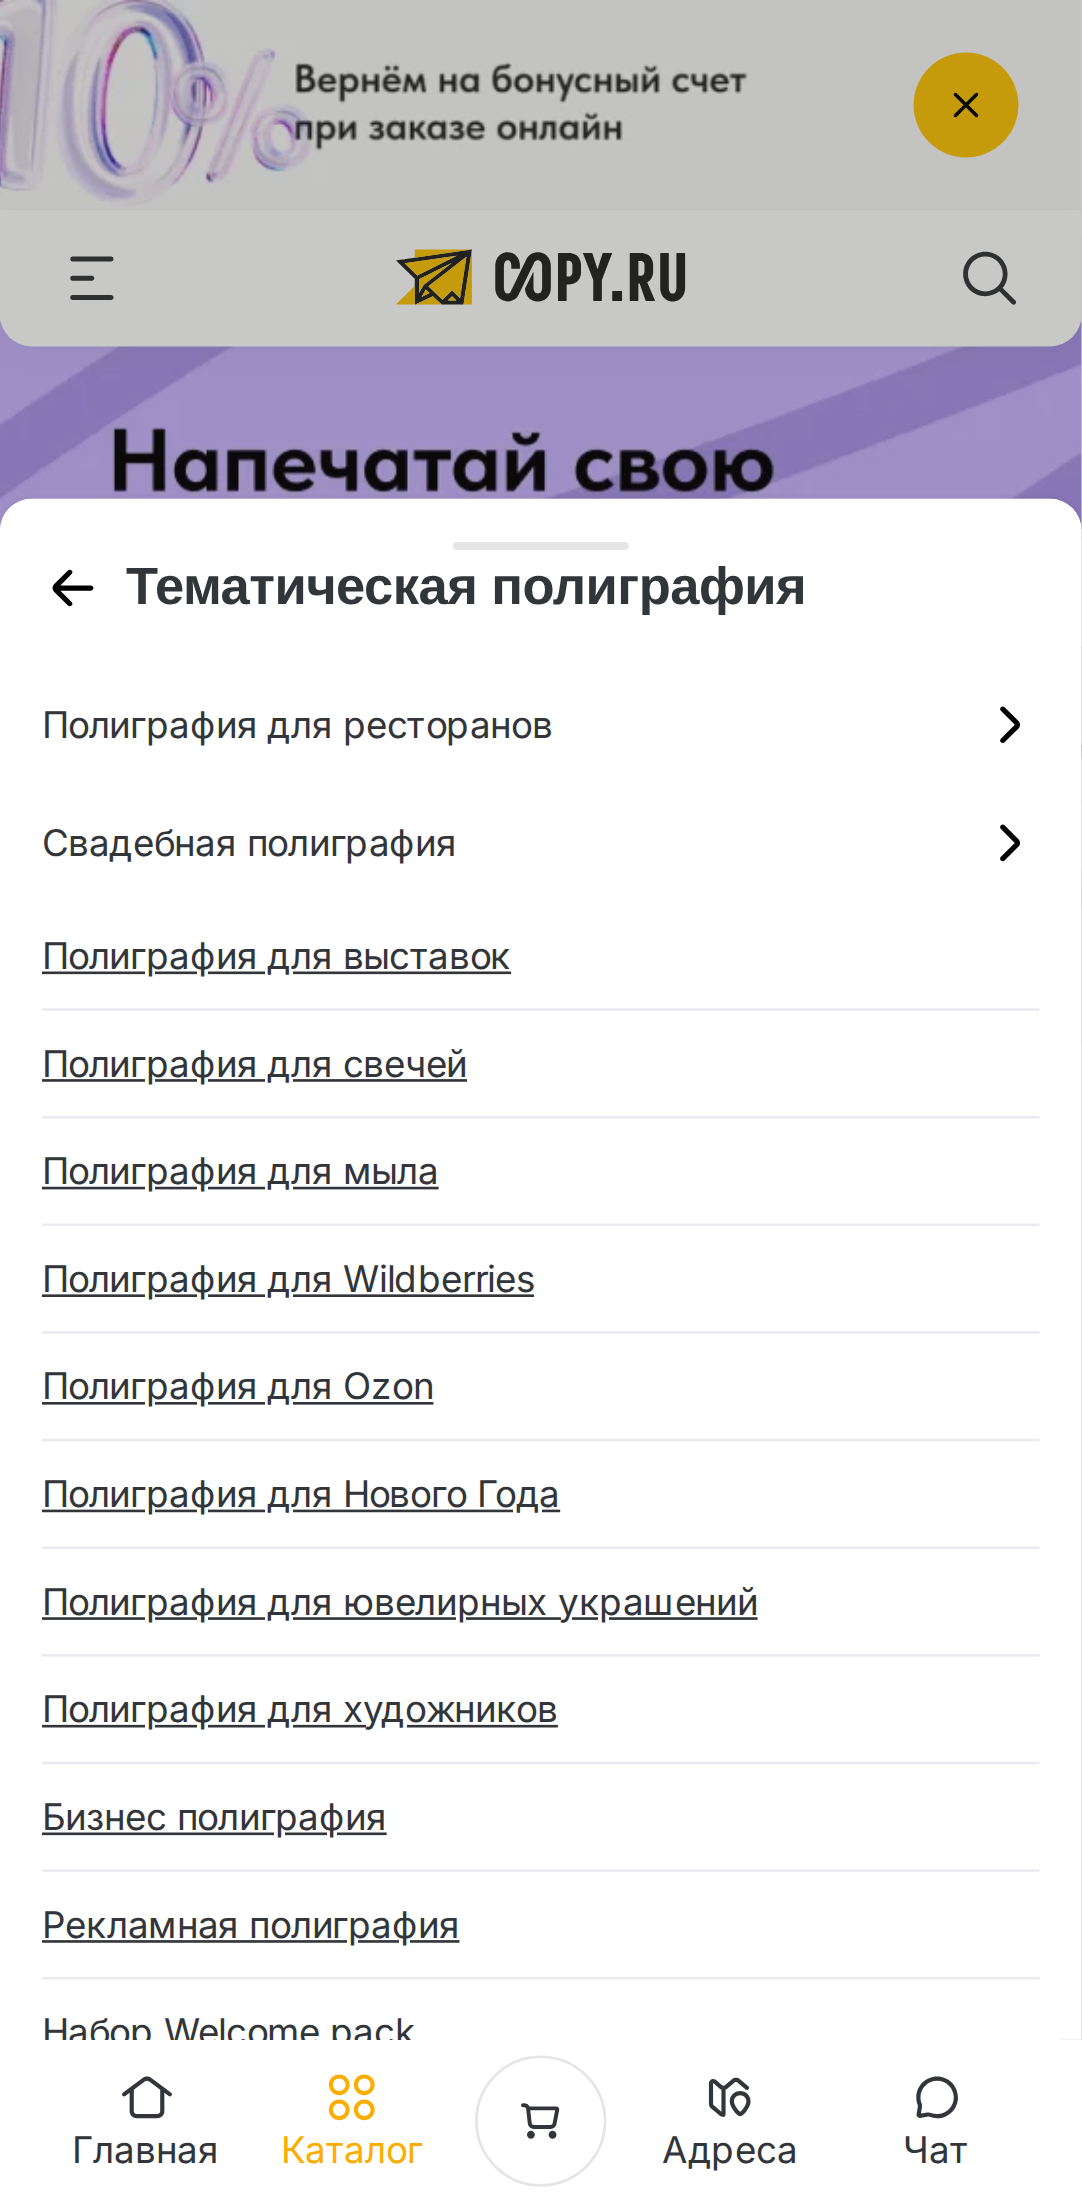 10%
Вернём на бонусный счет
при заказе онлайн
COPY.RU
Напечатай свою
Тематическая полиграфия
Полиграфия для ресторанов
Свадебная полиграфия
Полиграфия для выставок
Полиграфия для свечей
Полиграфия для мыла
Полиграфия для Wildberries
Полиграфия для Ozon
Полиграфия для Нового Года
Полиграфия для ювелирных украшений
Полиграфия для художников
Бизнес полиграфия
Рекламная полиграфия
Набор Welcome pack
Главная
Каталог
Адреса
Чат